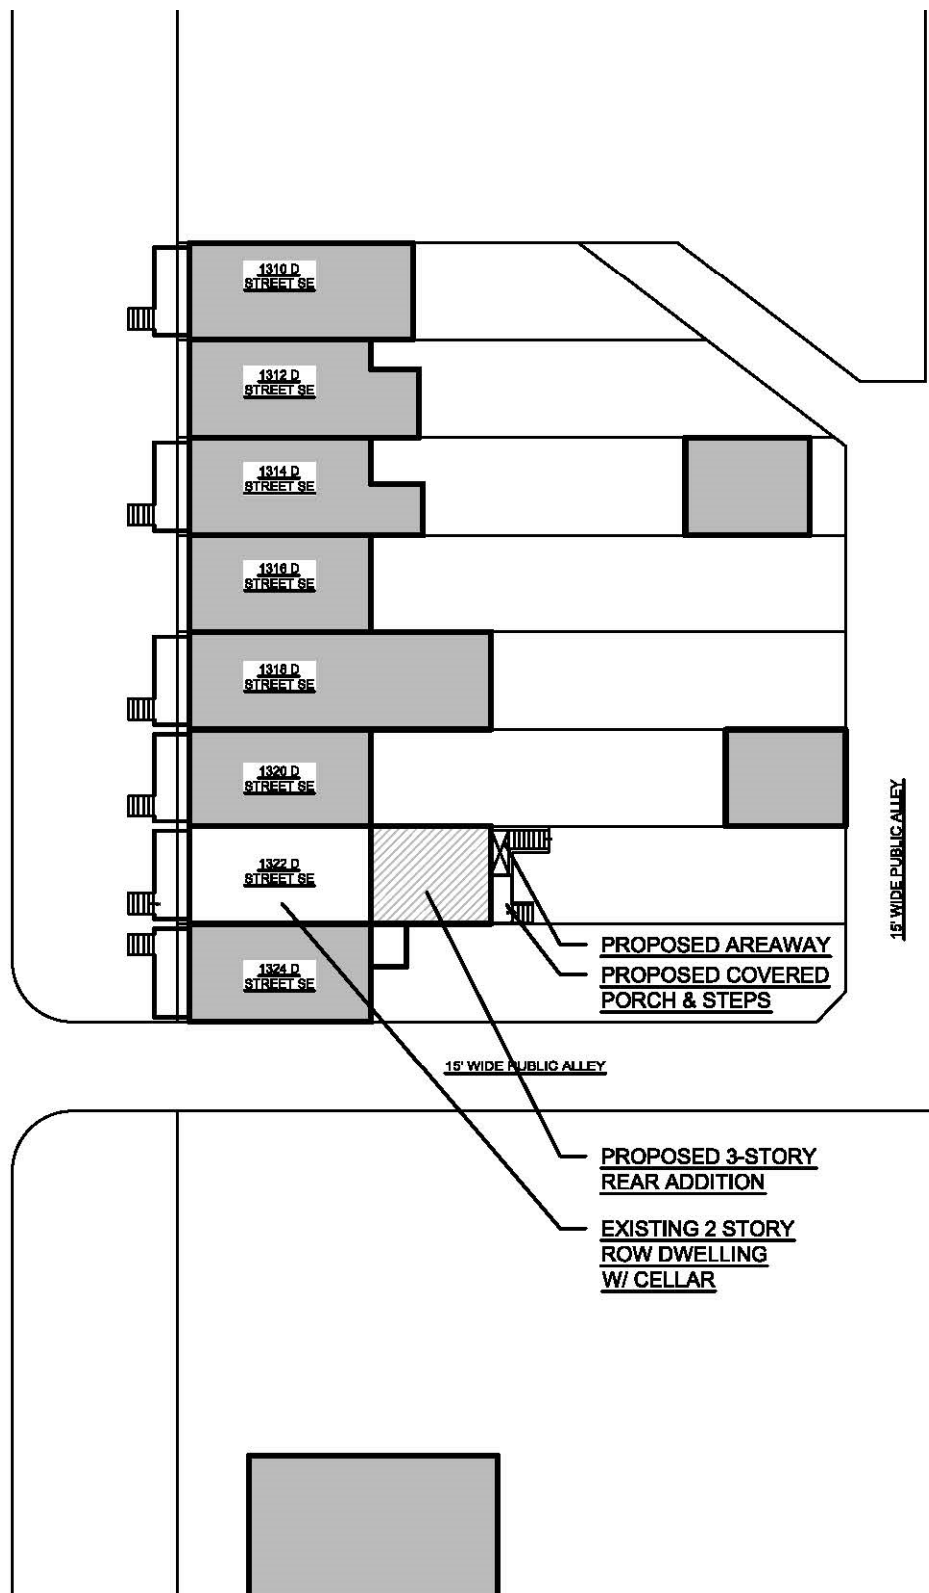 1310 D
STREET SE
1312 D
STREET SE
1314 D
STREET SE
1316 D
STREET SE
1318 D
STREET SE
1320 D
STREET SE
15' WIDE PUBLIC ALLEY
1322 D
STREET SE
PROPOSED AREAWAY
PROPOSED COVERED
PORCH & STEPS
1324 D
STREET SE
15' WIDE PUBLIC ALLEY
PROPOSED 3-STORY
REAR ADDITION
EXISTING 2 STORY
ROW DWELLING
W/ CELLAR